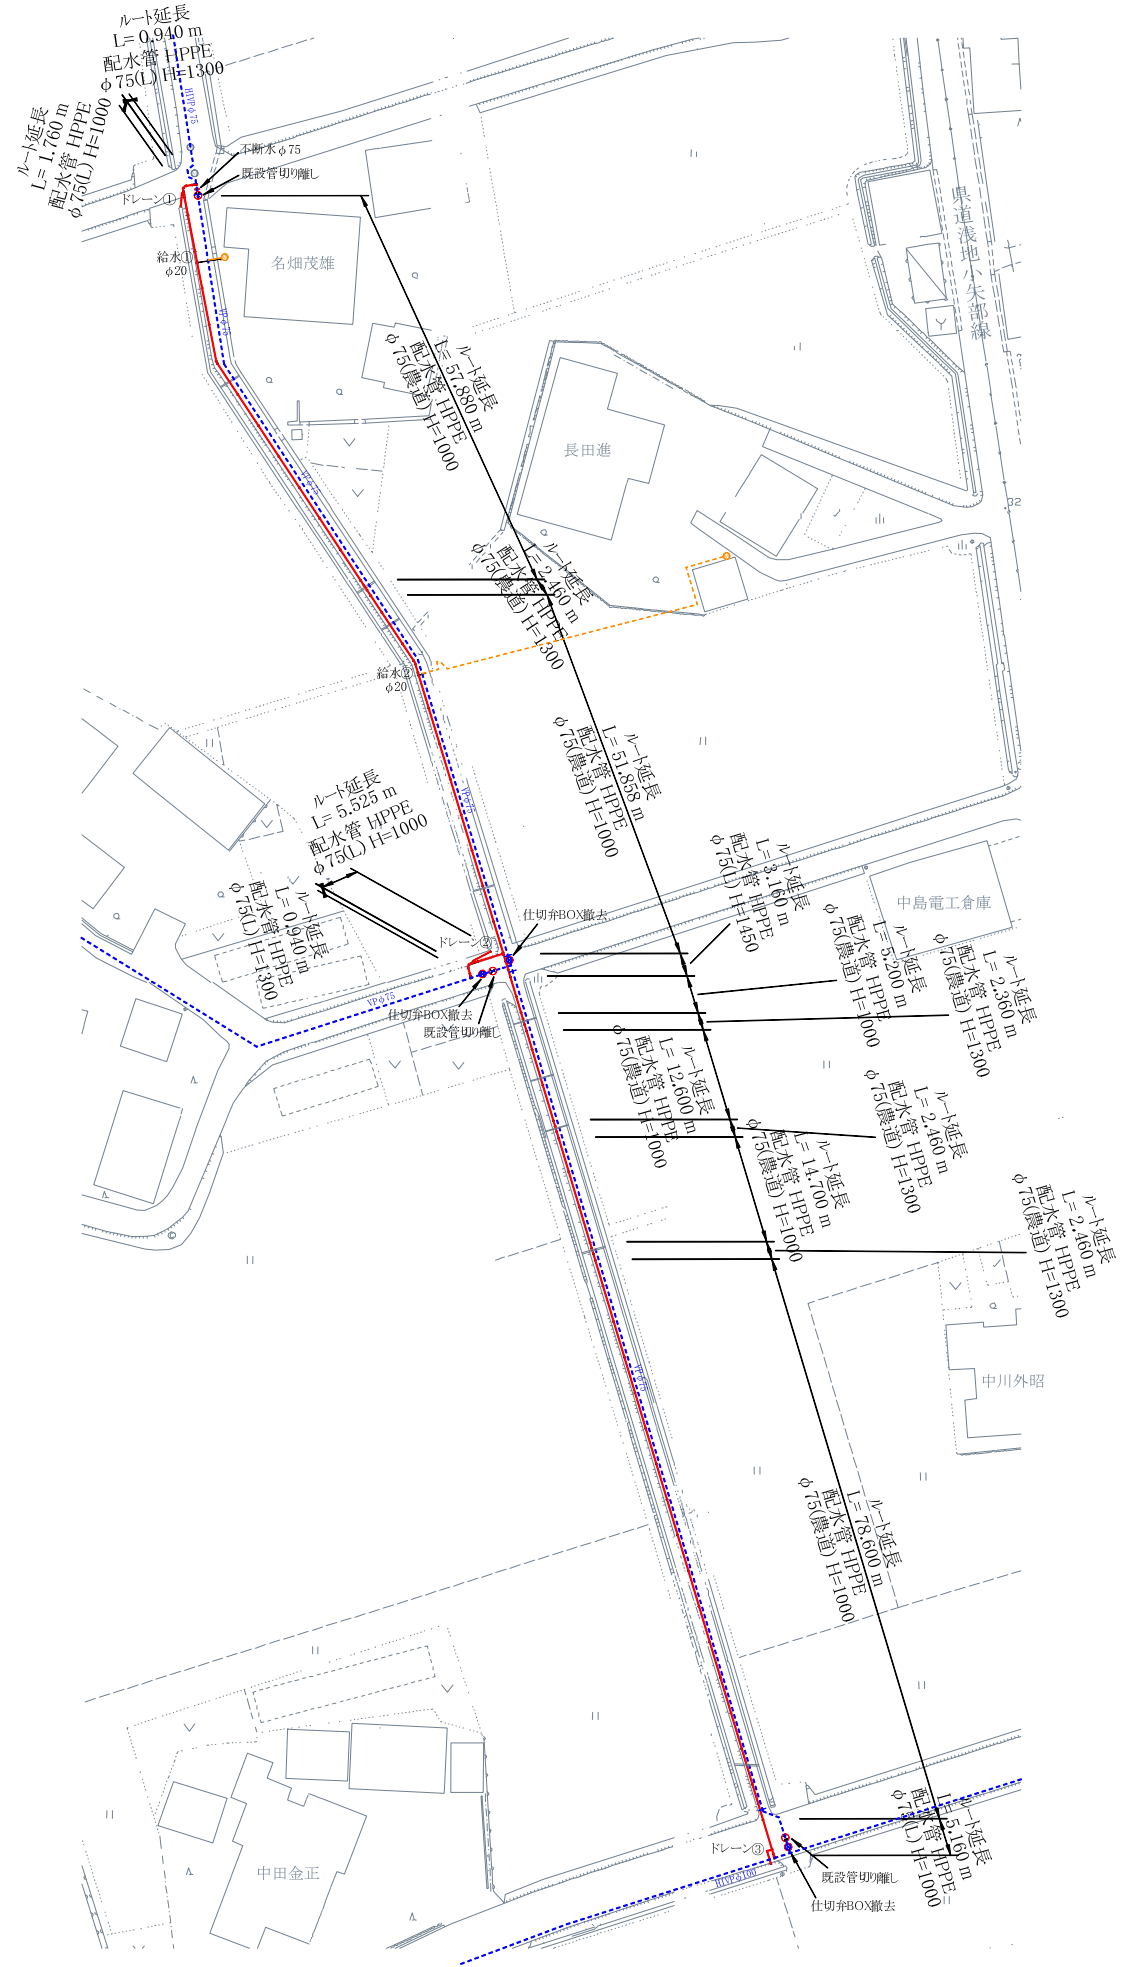 ルート延長
L= 0.940 m
配水管 HPPE
φ75(L) H=1300
ルート延長
L= 1.760 m
配水管 HPPE
φ75(L) H=1000
HIVPφ75
不断水φ75
既設管切り離し
ドレーン①
給水①
φ20
名畑茂雄
VPφ75
県道浅地小矢部線
ルート延長
L= 57.880 m
配水管 HPPE
φ75(農道) H=1000
長田進
VPφ75
32
ルート延長
L= 2.460 m
配水管 HPPE
φ75(農道) H=1300
給水②
φ20
ルート延長
L= 51.858 m
配水管 HPPE
φ75(農道) H=1000
VPφ75
ルート延長
L= 5.525 m
配水管 HPPE
φ75(L) H=1000
ルート延長
L= 0.940 m
配水管 HPPE
φ75(L) H=1300
ルート延長
L= 3.160 m
配水管 HPPE
φ75(L) H=1450
中島電工倉庫
仕切弁BOX撤去
ドレーン②
ルート延長
L= 5.200 m
配水管 HPPE
φ75(農道) H=1000
ルート延長
L= 2.360 m
配水管 HPPE
φ75(農道) H=1300
VPφ75
仕切弁BOX撤去
既設管切り離し
ルート延長
L= 12.600 m
配水管 HPPE
φ75(農道) H=1000
ルート延長
L= 2.460 m
配水管 HPPE
φ75(農道) H=1300
ルート延長
L= 14.700 m
配水管 HPPE
φ75(農道) H=1000
ルート延長
L= 2.460 m
配水管 HPPE
φ75(農道) H=1300
VPφ75
中川外昭
ルート延長
L= 78.600 m
配水管 HPPE
φ75(農道) H=1000
ルート延長
L= 5.160 m
配水管 HPPE
φ75(L) H=1000
ドレーン③
中田金正
HIVPφ100
既設管切り離し
仕切弁BOX撤去